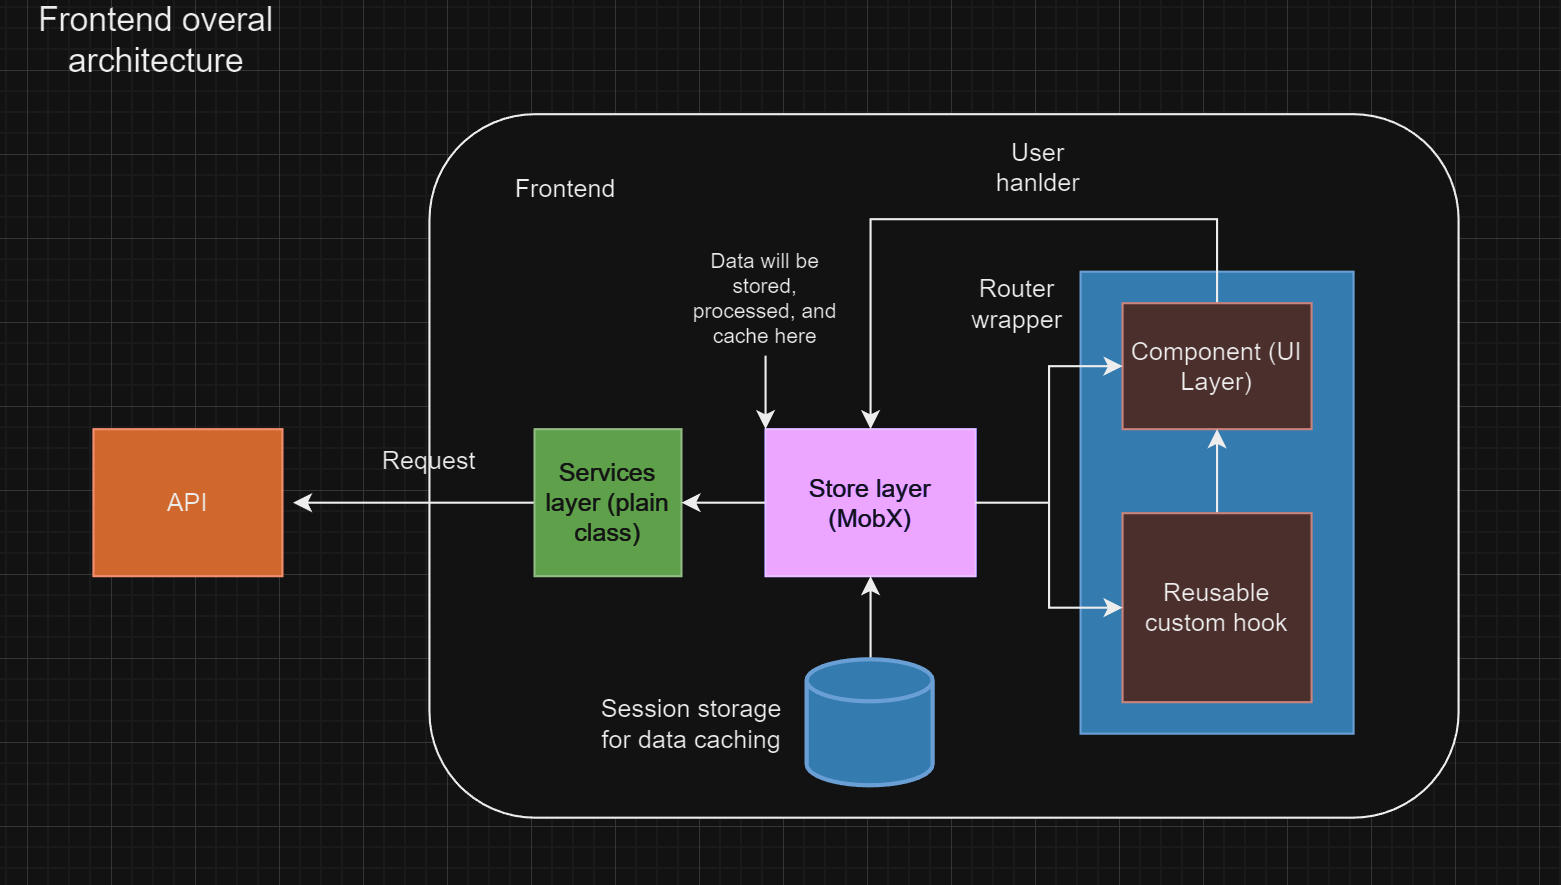 Frontend overal
architecture
User
hanlder
Frontend
Data will be
stored,
processed, and
cache here
Router
wrapper
Component (UI
Layer)
Request
API
Services
layer (plain
class)
Store layer
(MobX)
Reusable
custom hook
Session storage
for data caching